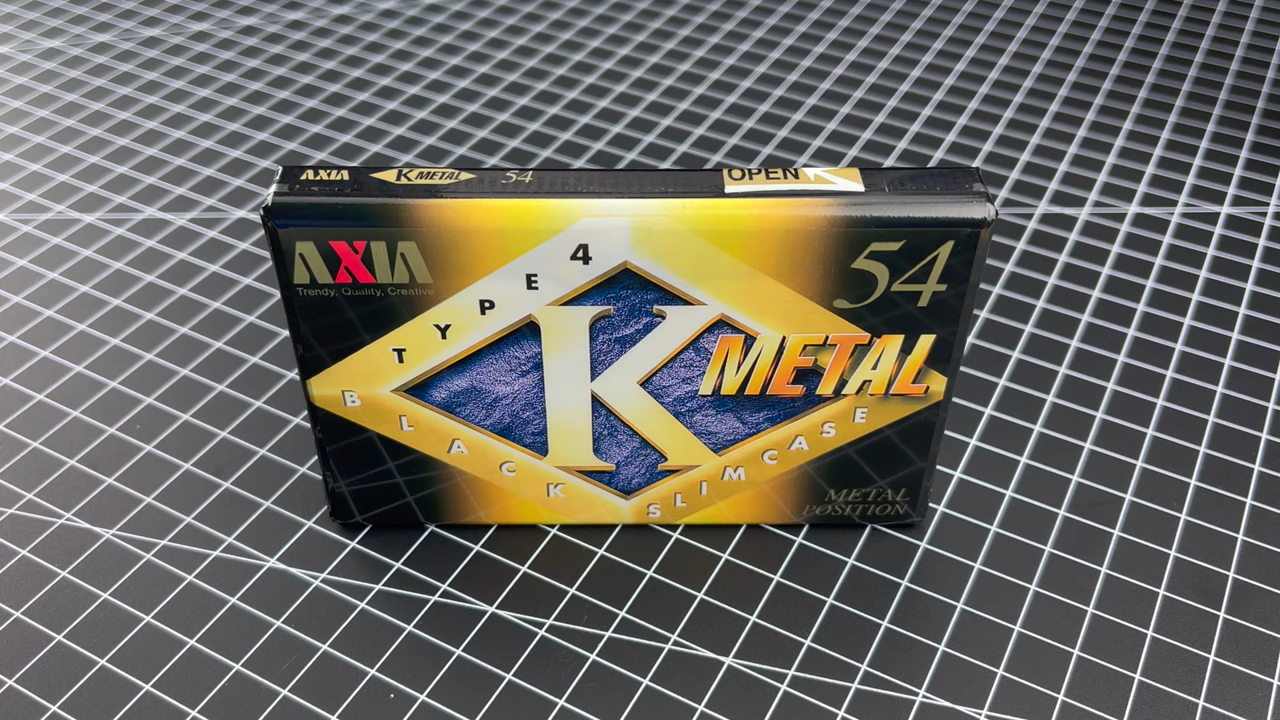 AXIA K METAL 54 OPEN
AXIA
Trendy, Quality, Creative
54
TYPE 4
K METAL
BLACK SLIMCASE
METAL
POSITION